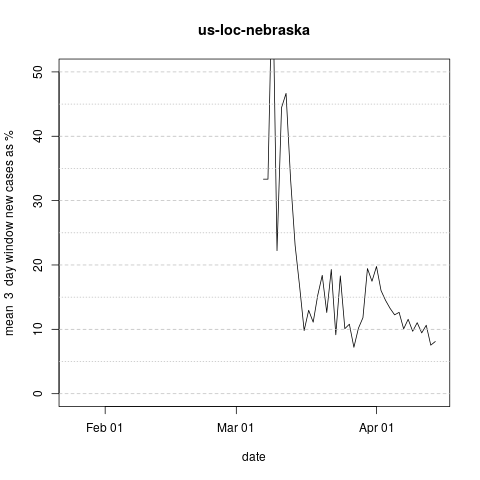 us-loc-nebraska
mean  3  day window new cases as %
50
40
30
20
10
0
Feb 01
Mar 01
Apr 01
date